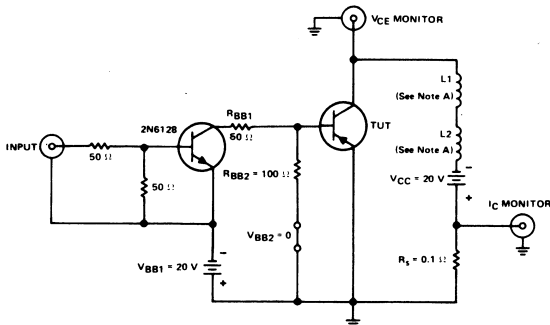 VCE MONITOR
L1
(See Note A)
2N6128
RBB1
50 Ω
TUT
INPUT
50 Ω
L2
(See Note A)
RBB2 = 100 Ω
50 Ω
VCC = 20 V
-
+
IC MONITOR
VBB2 = 0
-
VBB1 = 20 V
+
Rs = 0.1 Ω